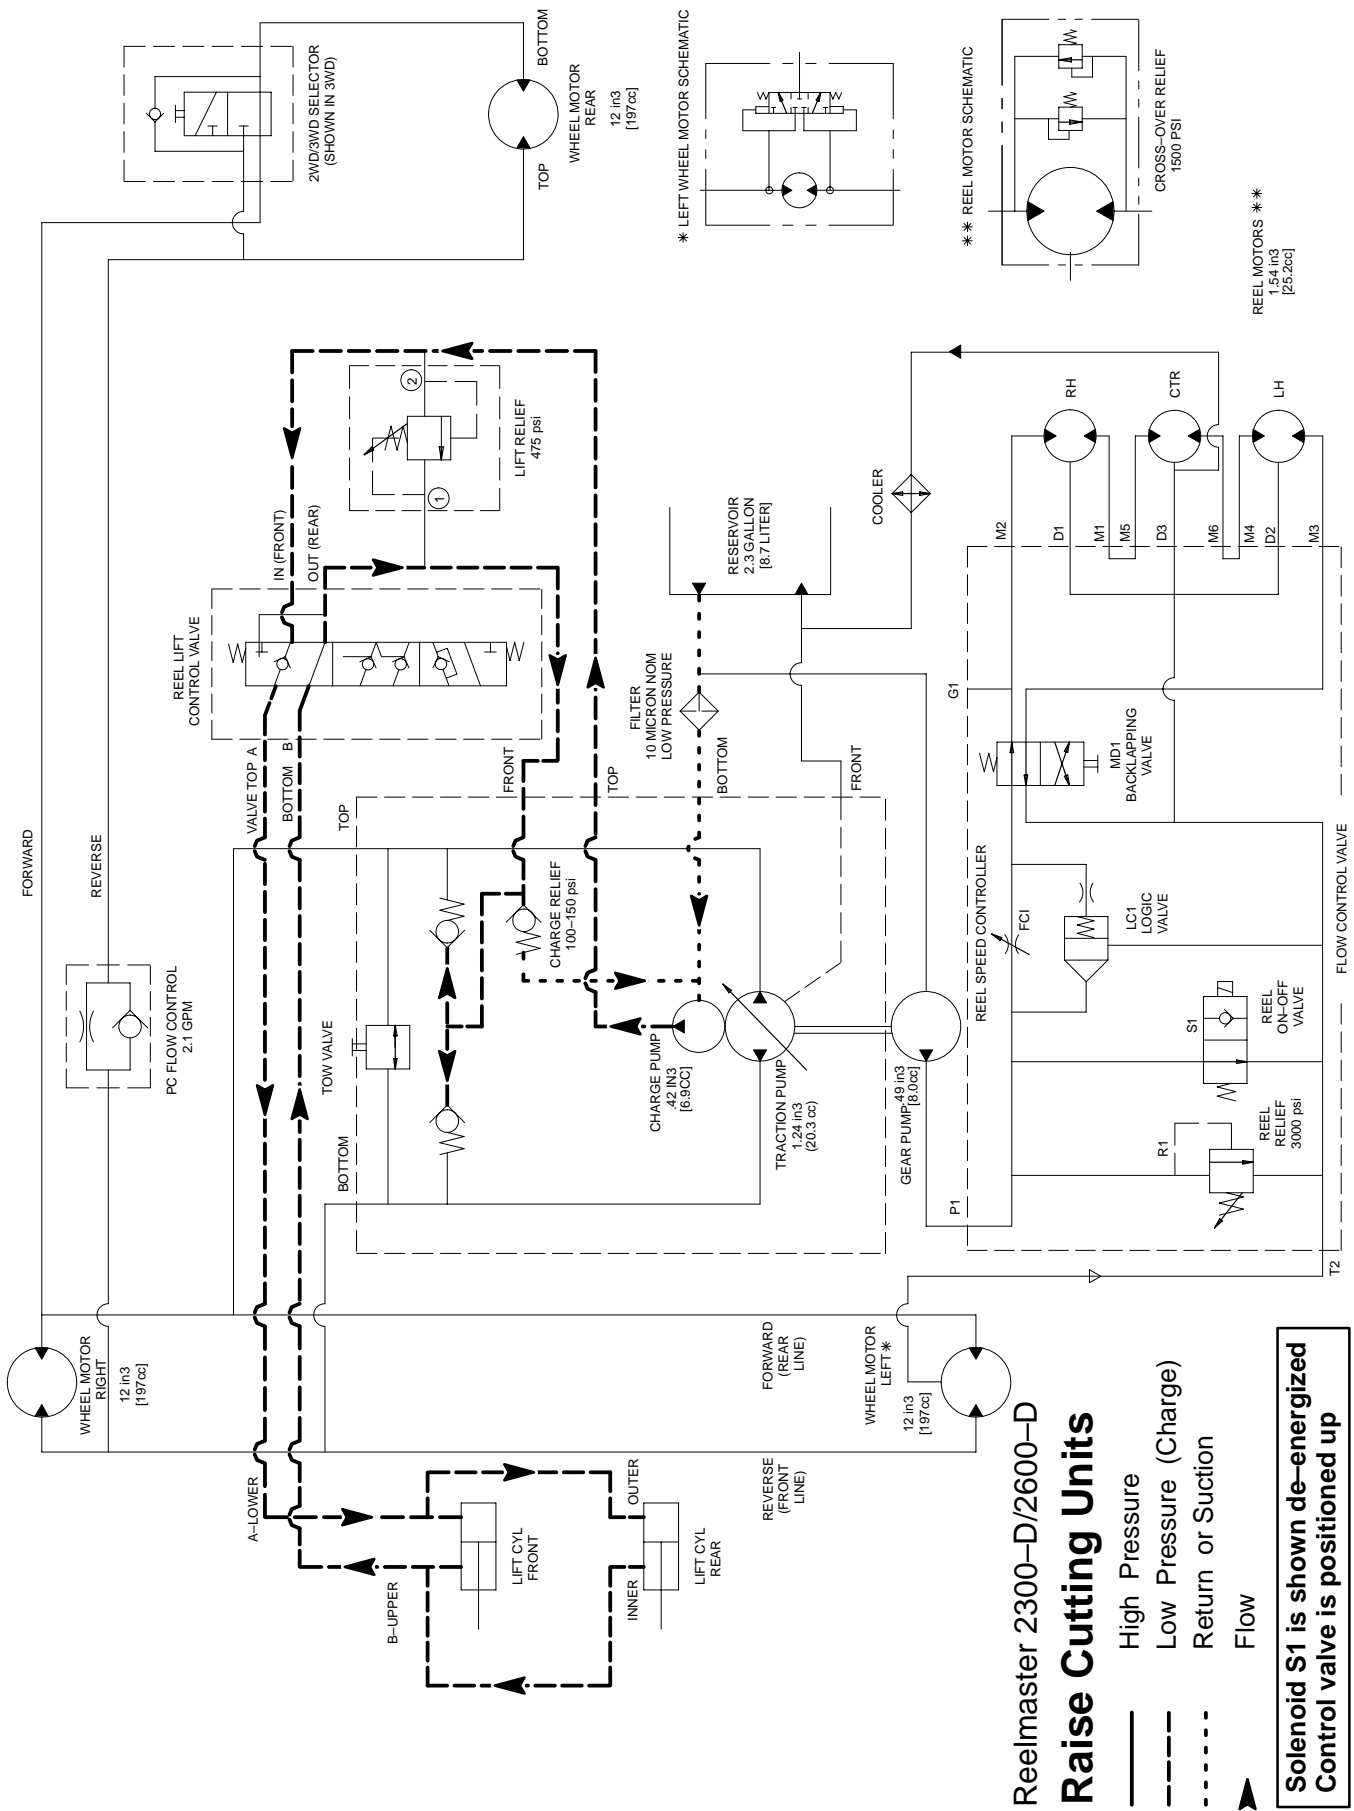 2WD/3WD SELECTOR
(SHOWN IN 3WD)
BOTTOM
WHEEL MOTOR
REAR
12 in3
[197cc]
TOP
∗ LEFT WHEEL MOTOR SCHEMATIC
∗∗ REEL MOTOR SCHEMATIC
CROSS–OVER RELIEF
1500 PSI
REEL MOTORS ∗∗
1.54 in3
[25.2cc]
2
1
LIFT RELIEF
475 psi
IN (FRONT)
OUT (REAR)
REEL LIFT
CONTROL VALVE
VALVE TOP A
BOTTOM B
FRONT
TOP
RESERVOIR
2.3 GALLON
[8.7 LITER]
FILTER
10 MICRON NOM
LOW PRESSURE
BOTTOM
FRONT
COOLER
RH
CTR
LH
M2
D1
M1
M5
D3
M6
M4
D2
M3
G1
MD1
BACKLAPPING
VALVE
REEL SPEED CONTROLLER
FCI
LC1
LOGIC
VALVE
S1
REEL
ON–OFF
VALVE
R1
REEL
RELIEF
3000 psi
P1
T2
FLOW CONTROL VALVE
FORWARD
REVERSE
PC FLOW CONTROL
2.1 GPM
TOP
TOW VALVE
BOTTOM
CHARGE RELIEF
100–150 psi
CHARGE PUMP
.42 IN3
[6.9CC]
TRACTION PUMP
1.24 in3
(20.3 cc)
GEAR PUMP
.49 in3
[8.0cc]
WHEEL MOTOR
RIGHT
12 in3
[197cc]
FORWARD
(REAR
LINE)
WHEEL MOTOR
LEFT ∗
12 in3
[197cc]
REVERSE
(FRONT
LINE)
A–LOWER
B–UPPER
LIFT CYL
FRONT
OUTER
INNER
LIFT CYL
REAR
Reelmaster 2300–D/2600–D
Raise Cutting Units
High Pressure
Low Pressure (Charge)
Return or Suction
Flow
Solenoid S1 is shown de–energized
Control valve is positioned up